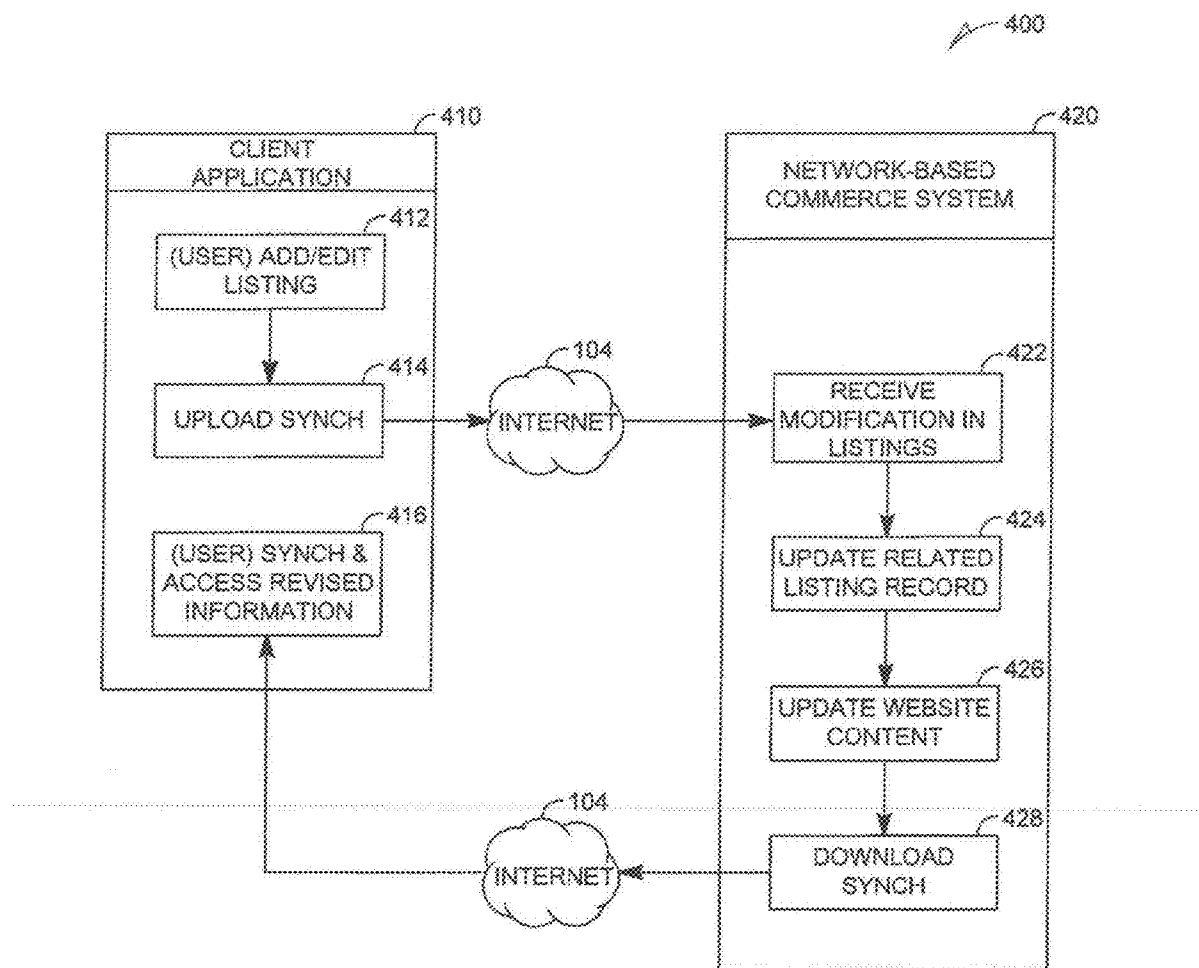 400
410
CLIENT
APPLICATION
412
(USER) ADD/EDIT
LISTING
414
UPLOAD SYNCH
416
(USER) SYNCH &
ACCESS REVISED
INFORMATION
104
INTERNET
420
NETWORK-BASED
COMMERCE SYSTEM
422
RECEIVE
MODIFICATION IN
LISTINGS
424
UPDATE RELATED
LISTING RECORD
426
UPDATE WEBSITE
CONTENT
428
DOWNLOAD
SYNCH
104
INTERNET